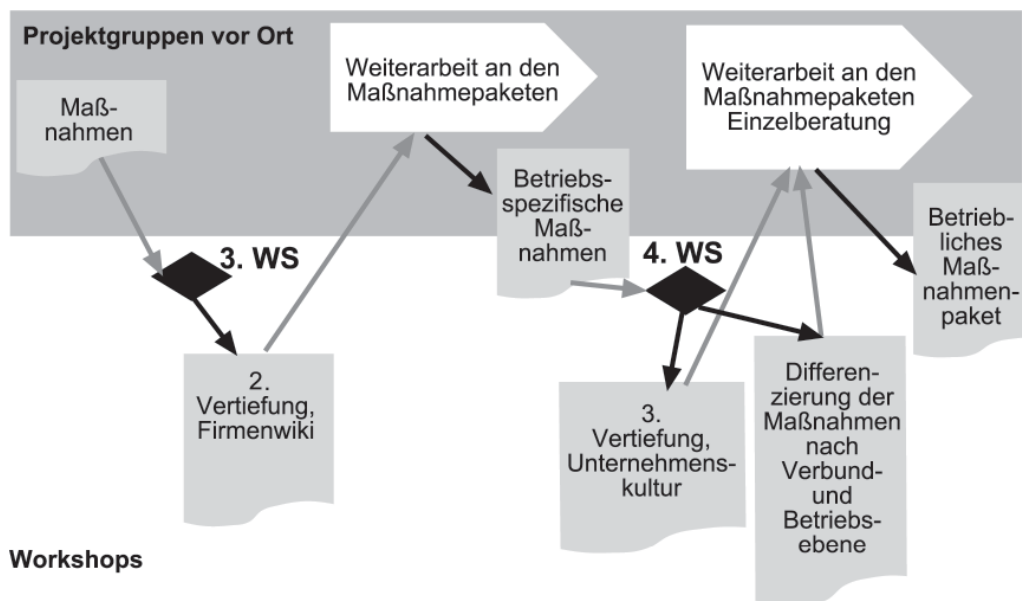 Projektgruppen vor Ort
Maß-
nahmen
Weiterarbeit an den
Maßnahmepaketen
Weiterarbeit an den
Maßnahmepaketen
Einzelberatung
Betriebs-
spezifische
Maß-
nahmen
Betrieb-
liches
Maß-
nahmen-
paket
3. WS
4. WS
2.
Vertiefung,
Firmenwiki
3.
Vertiefung,
Unternehmens-
kultur
Differen-
zierung der
Maßnahmen
nach
Verbund-
und
Betriebs-
ebene
Workshops